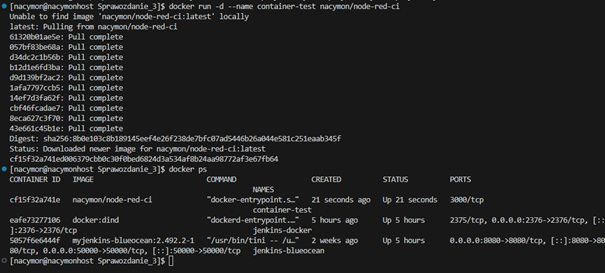 [nacymon@nacymonhost Sprawozdanie_3]$ docker run -d --name container-test nacymon/node-red-ci
Unable to find image 'nacymon/node-red-ci:latest' locally
latest: Pulling from nacymon/node-red-ci
61320b01ae5e: Pull complete
057bf83be68a: Pull complete
d34dc2c1b56b: Pull complete
b12d1e6fd3ba: Pull complete
d9d139bf2ac2: Pull complete
1afa7797ccb5: Pull complete
14ef7d3fa62f: Pull complete
cbf46fcadae7: Pull complete
8eca627c3f70: Pull complete
43e661c45b1e: Pull complete
Digest: sha256:8b0e103c8b189145eef4e26f238de7bfc07ad5446b26a044e581c251eaab345f
Status: Downloaded newer image for nacymon/node-red-ci:latest
cf15f32a741ed006379cbb0c30f0bed6824d3a534af8b24aa98772af3e67fb64
[nacymon@nacymonhost Sprawozdanie_3]$ docker ps
CONTAINER ID IMAGE COMMAND CREATED STATUS PORTS
NAMES
cf15f32a741e nacymon/node-red-ci "docker-entrypoint.s…" 21 seconds ago Up 21 seconds 3000/tcp
container-test
eafe73277106 docker:dind "dockerd-entrypoint.…" 5 hours ago Up 5 hours 2375/tcp, 0.0.0.0:2376->2376/tcp, [::
]:2376->2376/tcp jenkins-docker
5057f6e6444f myjenkins-blueocean:2.492.2-1 "/usr/bin/tini -- /u…" 2 weeks ago Up 5 hours 0.0.0.0:8080->8080/tcp, [::]:8080->80
80/tcp, 0.0.0.0:50000->50000/tcp, [::]:50000->50000/tcp jenkins-blueocean
[nacymon@nacymonhost Sprawozdanie_3]$